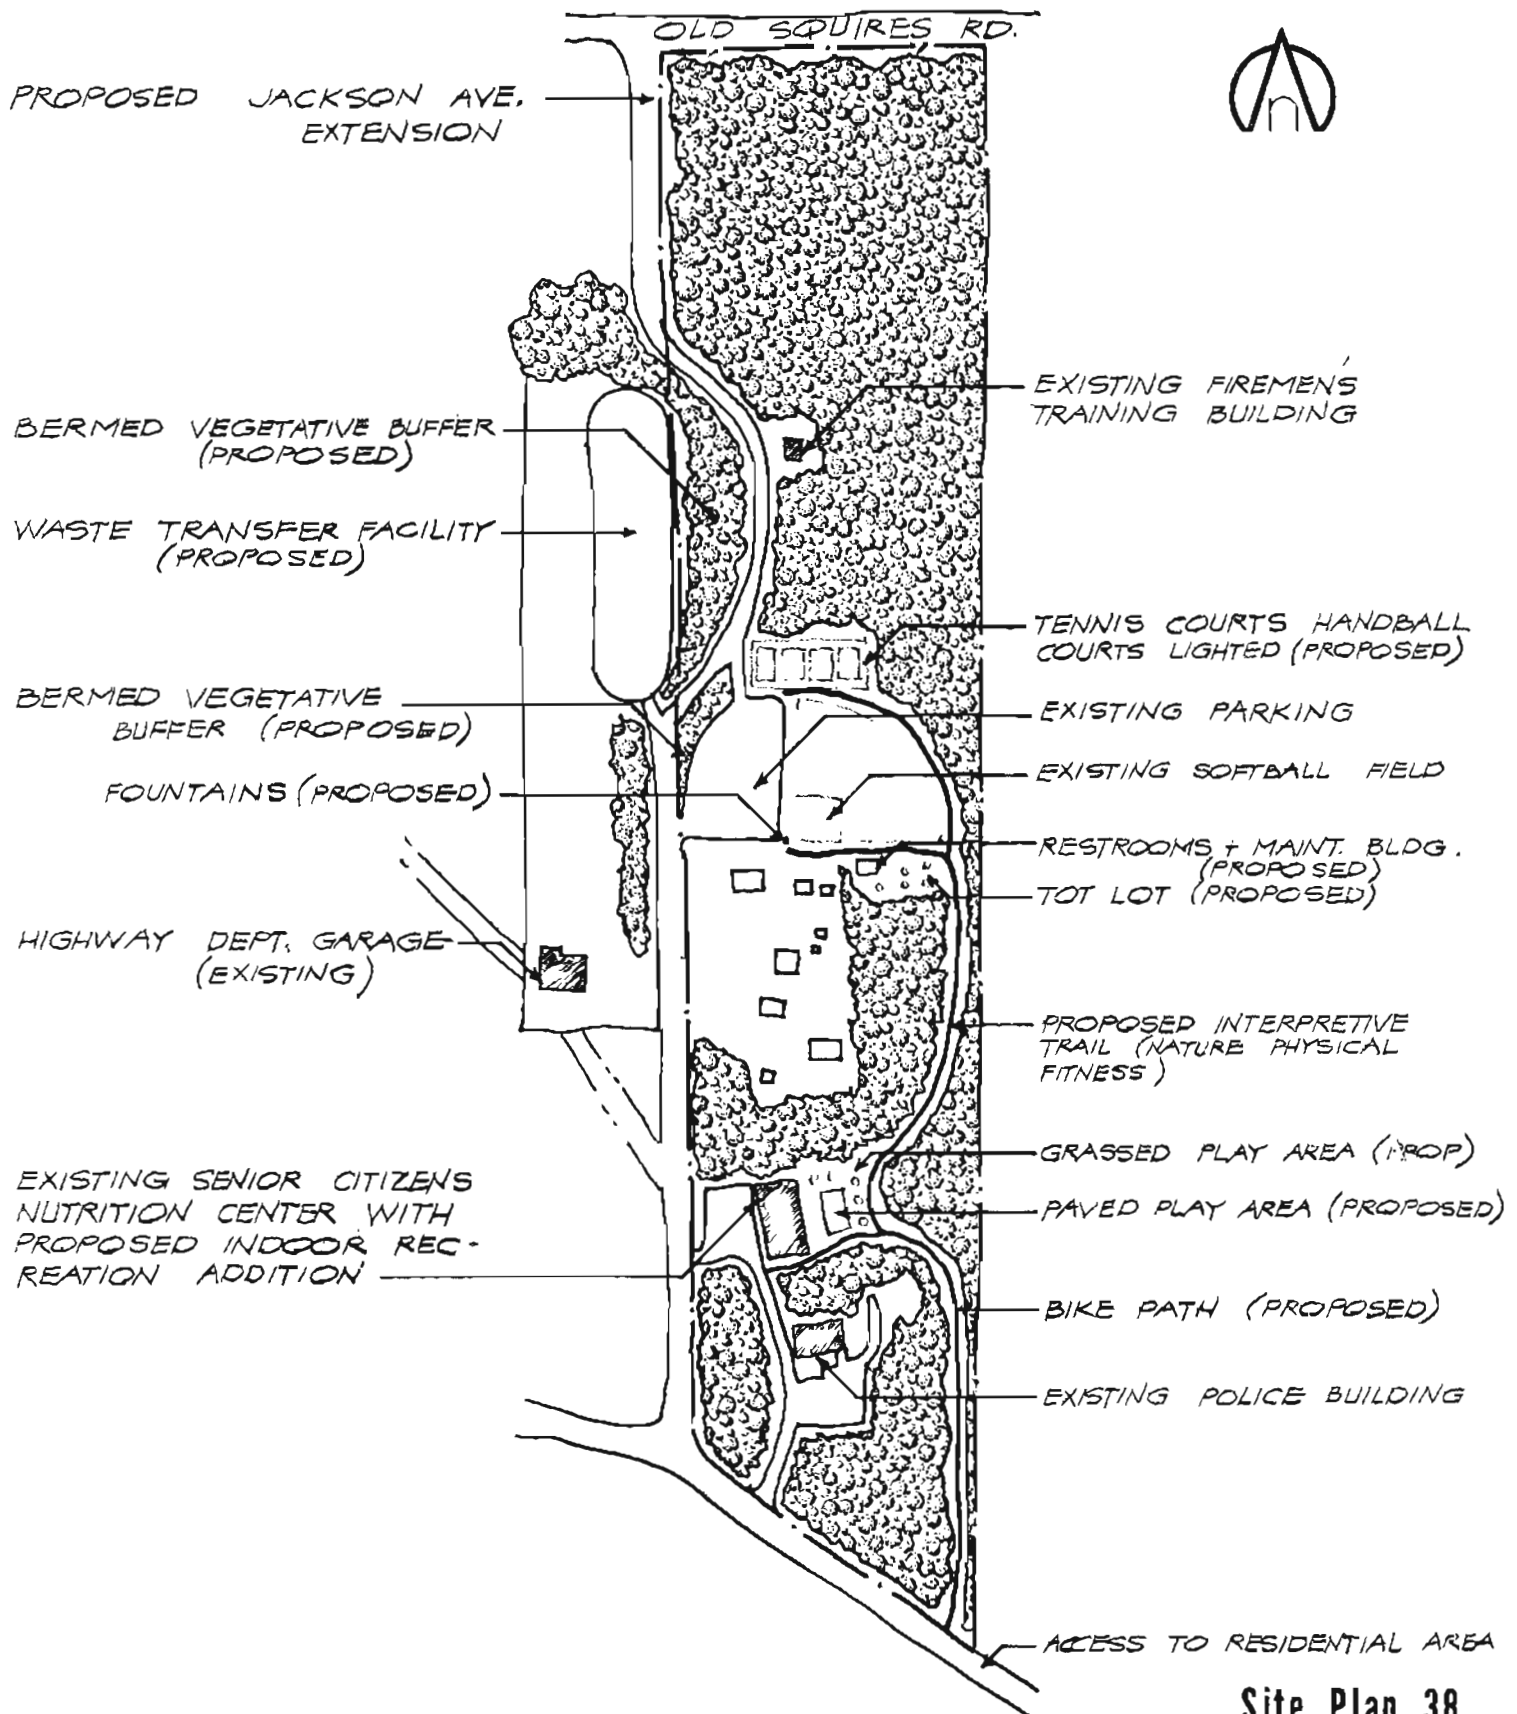 OLD SQUIRES RD.
n
PROPOSED JACKSON AVE.
EXTENSION
BERMED VEGETATIVE BUFFER
(PROPOSED)
WASTE TRANSFER FACILITY
(PROPOSED)
BERMED VEGETATIVE
BUFFER (PROPOSED)
FOUNTAINS (PROPOSED)
HIGHWAY DEPT. GARAGE
(EXISTING)
EXISTING SENIOR CITIZENS
NUTRITION CENTER WITH
PROPOSED INDOOR REC-
REATION ADDITION
EXISTING FIREMEN'S
TRAINING BUILDING
TENNIS COURTS HANDBALL
COURTS LIGHTED (PROPOSED)
EXISTING PARKING
EXISTING SOFTBALL FIELD
RESTROOMS + MAINT. BLDG.
(PROPOSED)
TOT LOT (PROPOSED)
PROPOSED INTERPRETIVE
TRAIL (NATURE PHYSICAL
FITNESS)
GRASSED PLAY AREA (PROP)
PAVED PLAY AREA (PROPOSED)
BIKE PATH (PROPOSED)
EXISTING POLICE BUILDING
ACCESS TO RESIDENTIAL AREA
Site Plan 38